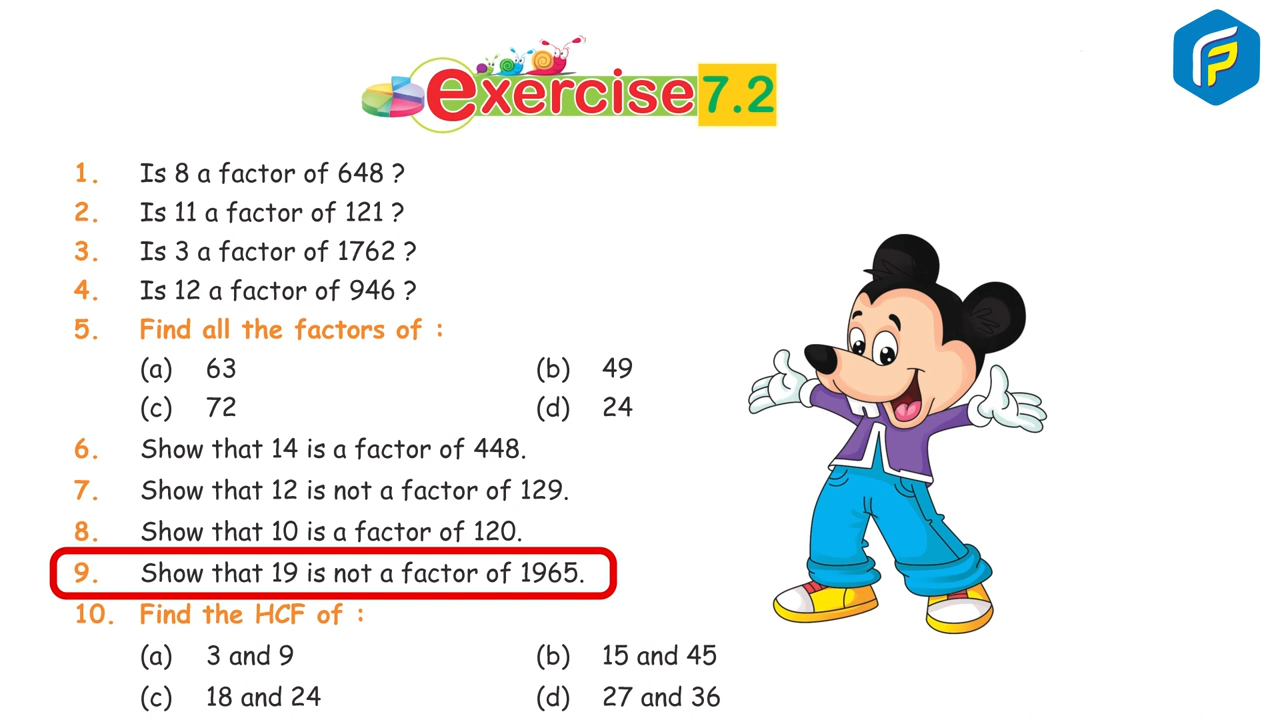 exercise 7.2
1. Is 8 a factor of 648 ?
2. Is 11 a factor of 121 ?
3. Is 3 a factor of 1762 ?
4. Is 12 a factor of 946 ?
5. Find all the factors of :
(a) 63 (b) 49
(c) 72 (d) 24
6. Show that 14 is a factor of 448.
7. Show that 12 is not a factor of 129.
8. Show that 10 is a factor of 120.
9. Show that 19 is not a factor of 1965.
10. Find the HCF of :
(a) 3 and 9 (b) 15 and 45
(c) 18 and 24 (d) 27 and 36